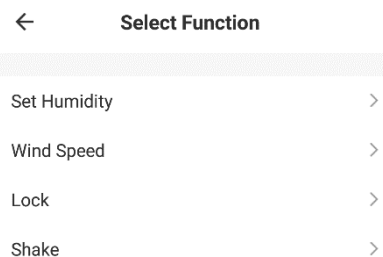 Select Function
Set Humidity
Wind Speed
Lock
Shake